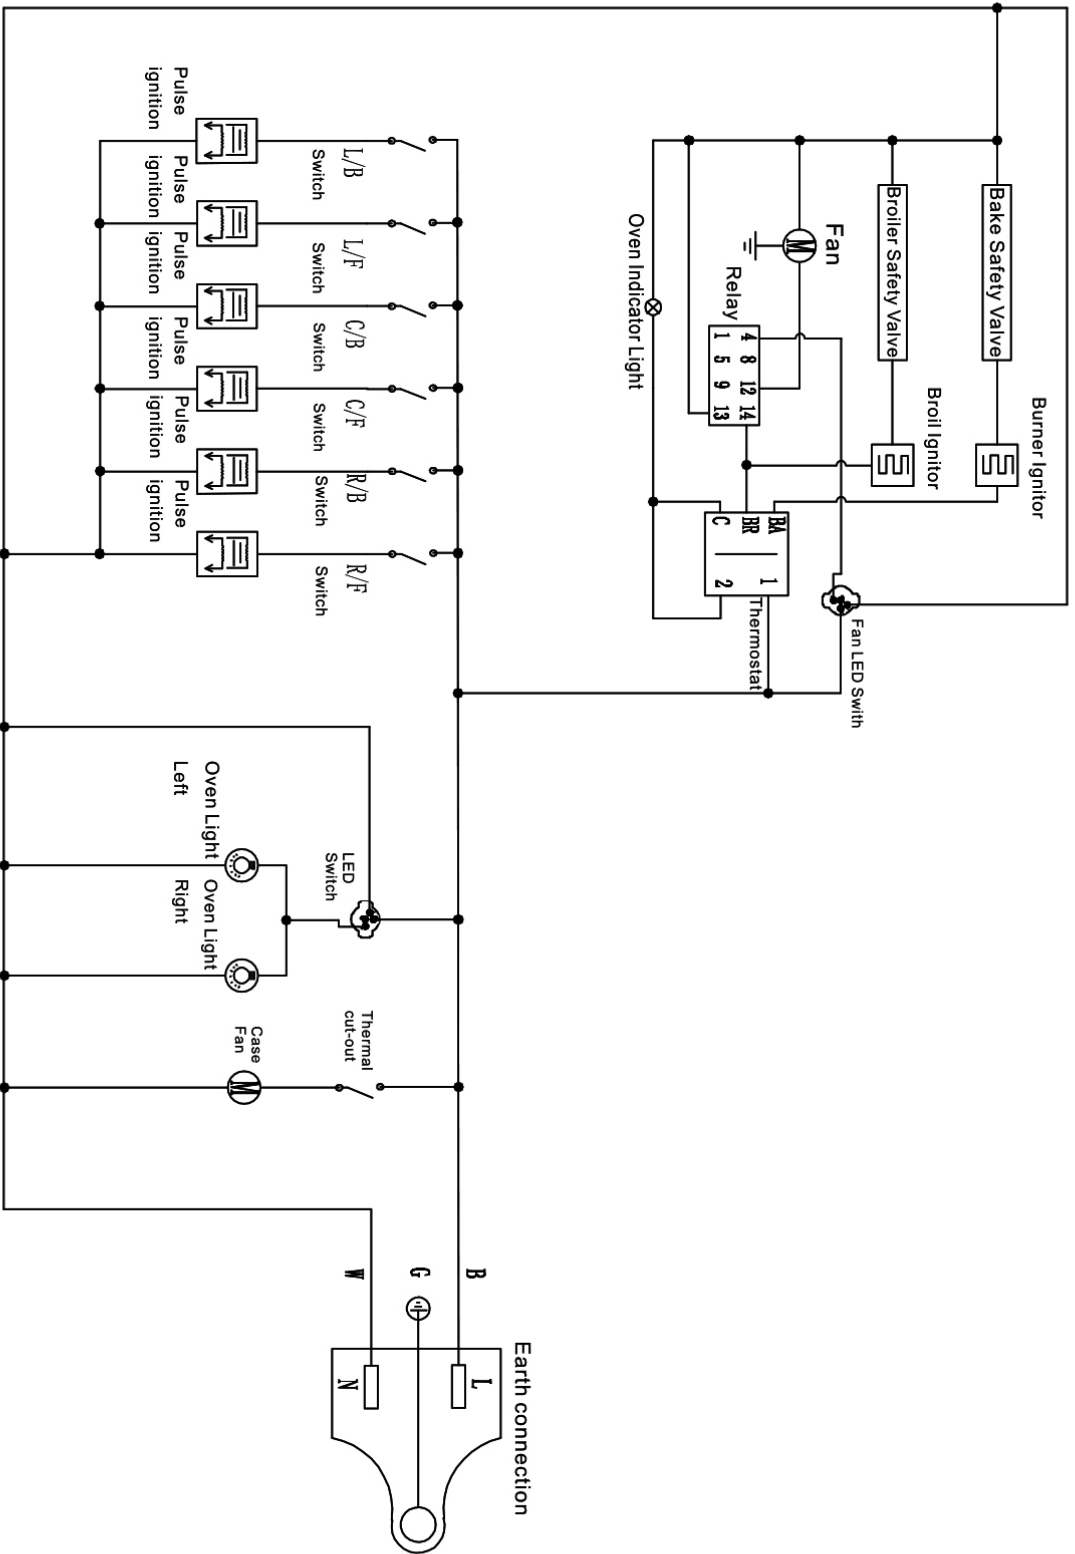 Burner Ignitor
Bake Safety Valve
Broil Ignitor
Broiler Safety Valve
Fan LED Swith
Fan
M
Relay
4 8 12 14
1 5 9 13
BA
BR
C
1
2
Thermostat
Oven Indicator Light
Earth connection
B
L
G
W
N
L/B
Switch
L/F
Switch
C/B
Switch
C/F
Switch
R/B
Switch
R/F
Switch
Pulse
ignition
Pulse
ignition
Pulse
ignition
Pulse
ignition
Pulse
ignition
Pulse
ignition
LED
Switch
Oven Light
Left
Oven Light
Right
Thermal
cut-out
Case
Fan
M